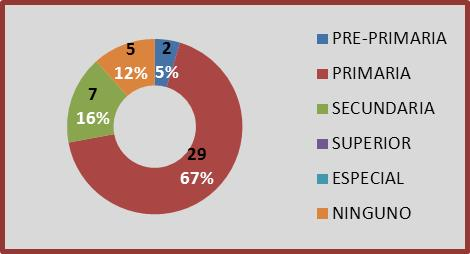 5
12%
2
5%
7
16%
29
67%
PRE-PRIMARIA
PRIMARIA
SECUNDARIA
SUPERIOR
ESPECIAL
NINGUNO